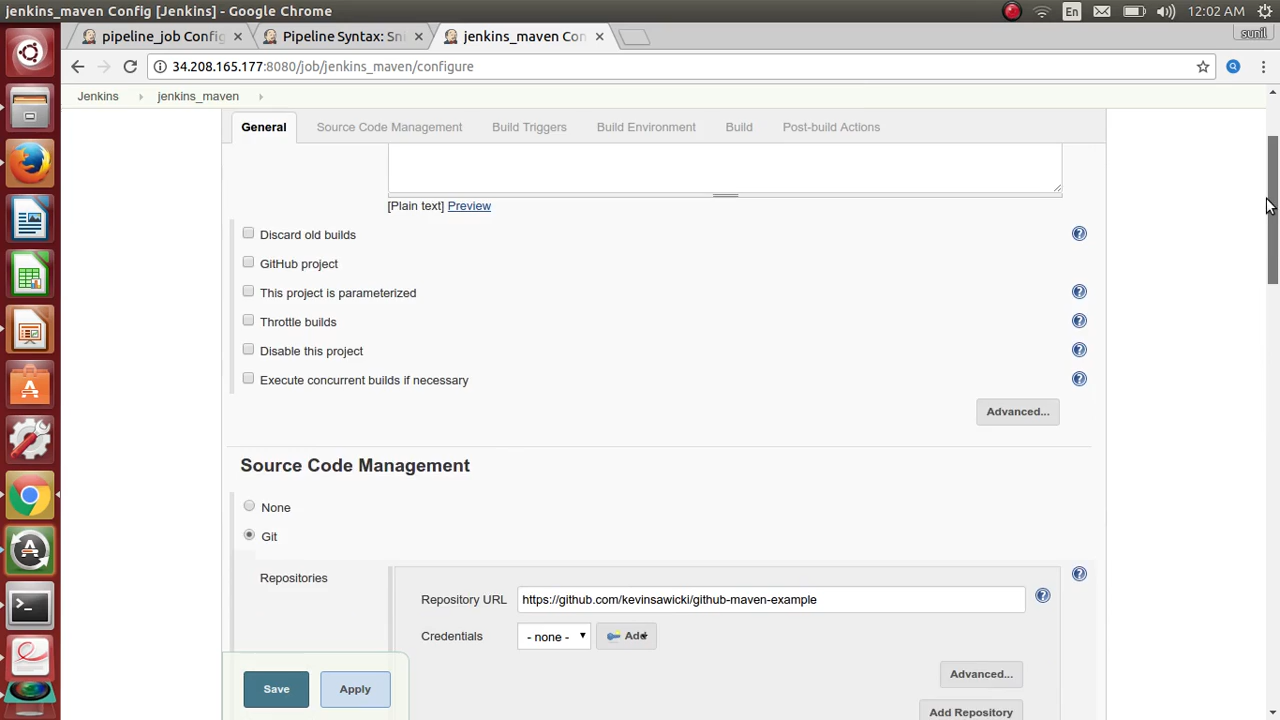 jenkins_maven Config [Jenkins] - Google Chrome
En
12:02 AM
pipeline_job Config
Pipeline Syntax: Sni
jenkins_maven Con
sunil
34.208.165.177:8080/job/jenkins_maven/configure
Jenkins
jenkins_maven
General
Source Code Management
Build Triggers
Build Environment
Build
Post-build Actions
[Plain text] Preview
Discard old builds
GitHub project
This project is parameterized
Throttle builds
Disable this project
Execute concurrent builds if necessary
Advanced...
Source Code Management
None
Git
Repositories
Repository URL
https://github.com/kevinsawicki/github-maven-example
Credentials
- none -
Add
Advanced...
Save
Apply
Add Repository